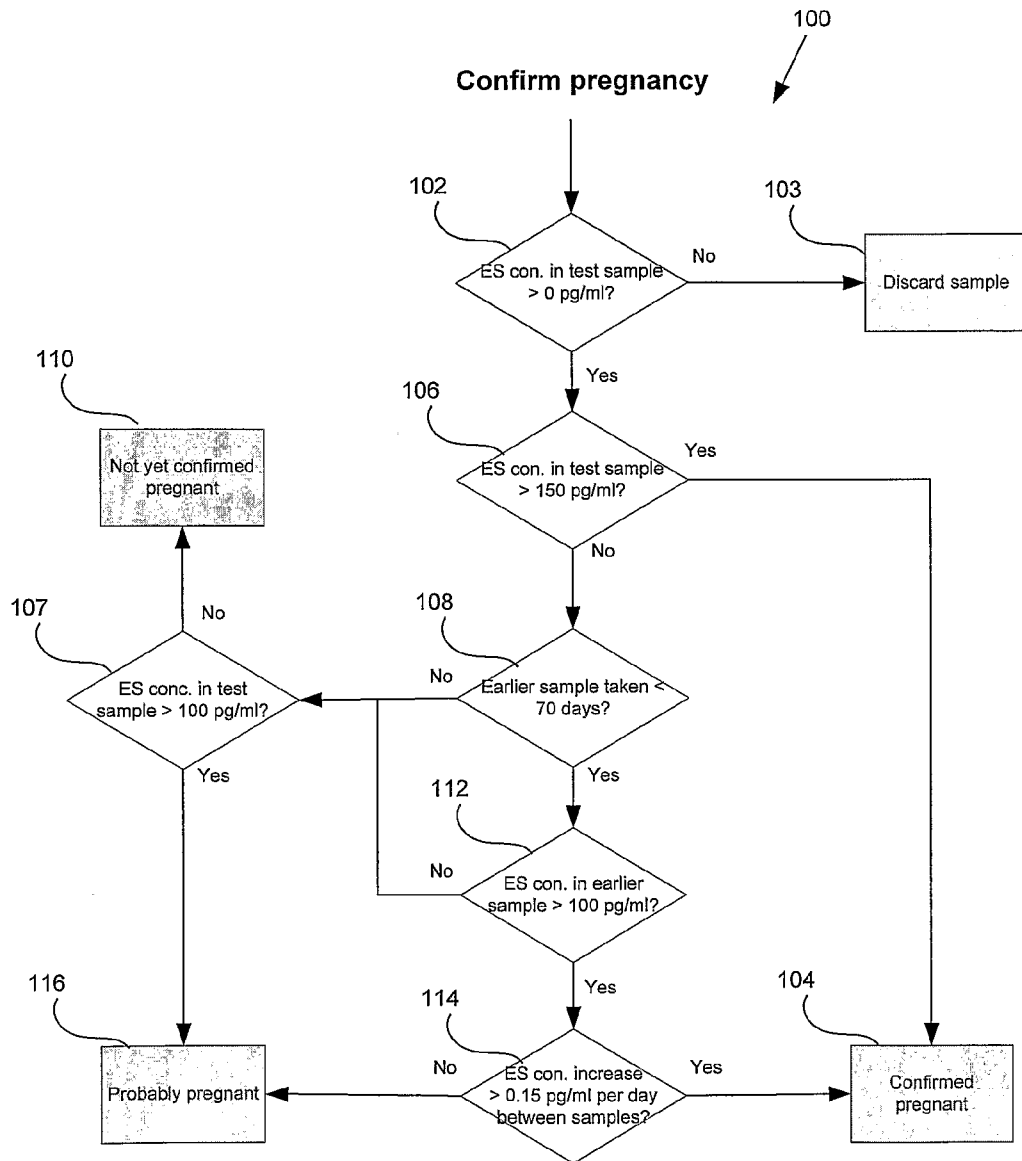 100
Confirm pregnancy
102
103
ES con. in test sample
> 0 pg/ml?
No
Discard sample
Yes
110
106
Not yet confirmed
pregnant
ES con. in test sample
> 150 pg/ml?
Yes
No
107
No
108
ES conc. in test
sample > 100 pg/ml?
No
Earlier sample taken <
70 days?
Yes
Yes
112
No
ES con. in earlier
sample > 100 pg/ml?
Yes
116
114
104
Probably pregnant
No
ES con. increase
> 0.15 pg/ml per day
between samples?
Yes
Confirmed
pregnant